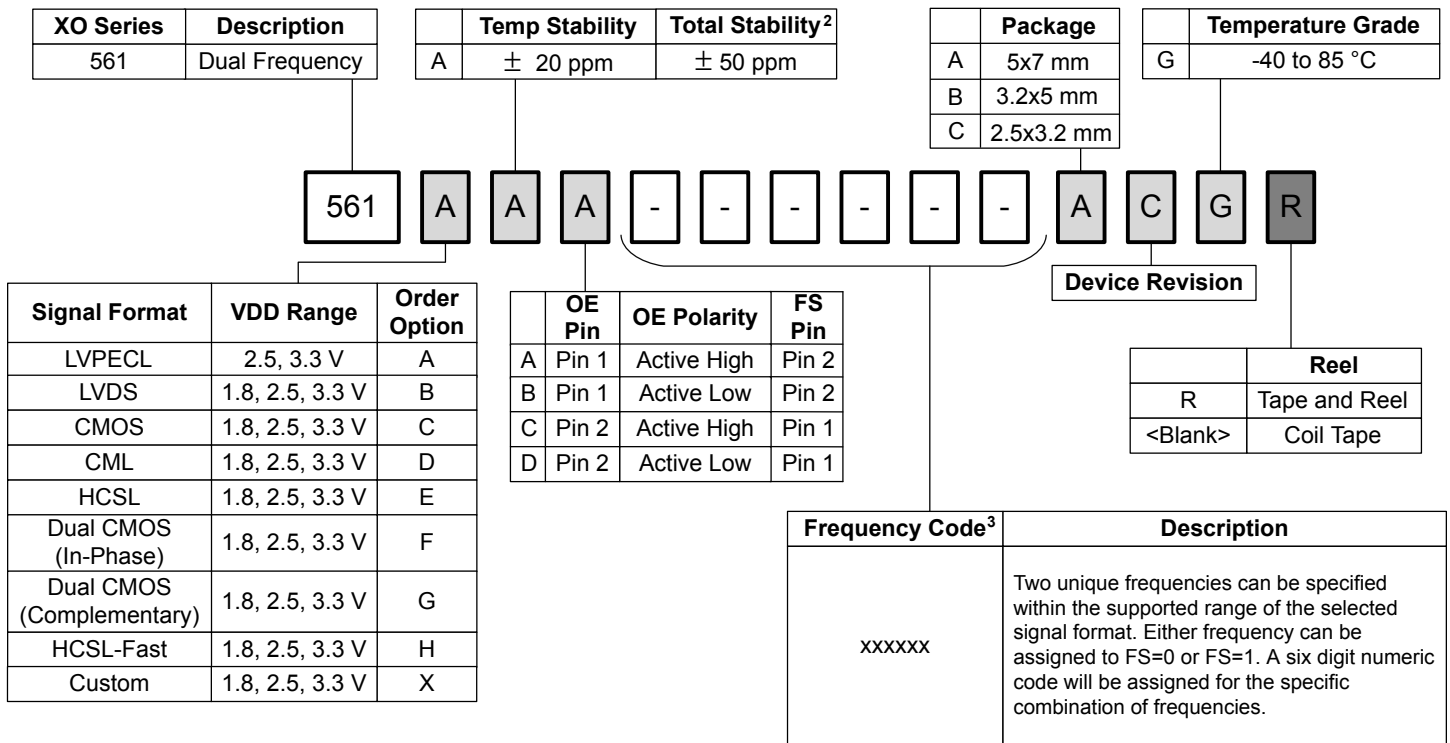 XO Series Description
561 Dual Frequency
Temp Stability Total Stability2
A ± 20 ppm ± 50 ppm
Package
A 5x7 mm
B 3.2x5 mm
C 2.5x3.2 mm
Temperature Grade
G -40 to 85 °C
561 A A A - - - - - - A C G R
Signal Format VDD Range Order Option
LVPECL 2.5, 3.3 V A
LVDS 1.8, 2.5, 3.3 V B
CMOS 1.8, 2.5, 3.3 V C
CML 1.8, 2.5, 3.3 V D
HCSL 1.8, 2.5, 3.3 V E
Dual CMOS
(In-Phase) 1.8, 2.5, 3.3 V F
Dual CMOS
(Complementary) 1.8, 2.5, 3.3 V G
HCSL-Fast 1.8, 2.5, 3.3 V H
Custom 1.8, 2.5, 3.3 V X
OE Pin OE Polarity FS Pin
A Pin 1 Active High Pin 2
B Pin 1 Active Low Pin 2
C Pin 2 Active High Pin 1
D Pin 2 Active Low Pin 1
Device Revision
Reel
R Tape and Reel
<Blank> Coil Tape
Frequency Code3 Description
xxxxxx
Two unique frequencies can be specified
within the supported range of the selected
signal format. Either frequency can be
assigned to FS=0 or FS=1. A six digit numeric
code will be assigned for the specific
combination of frequencies.